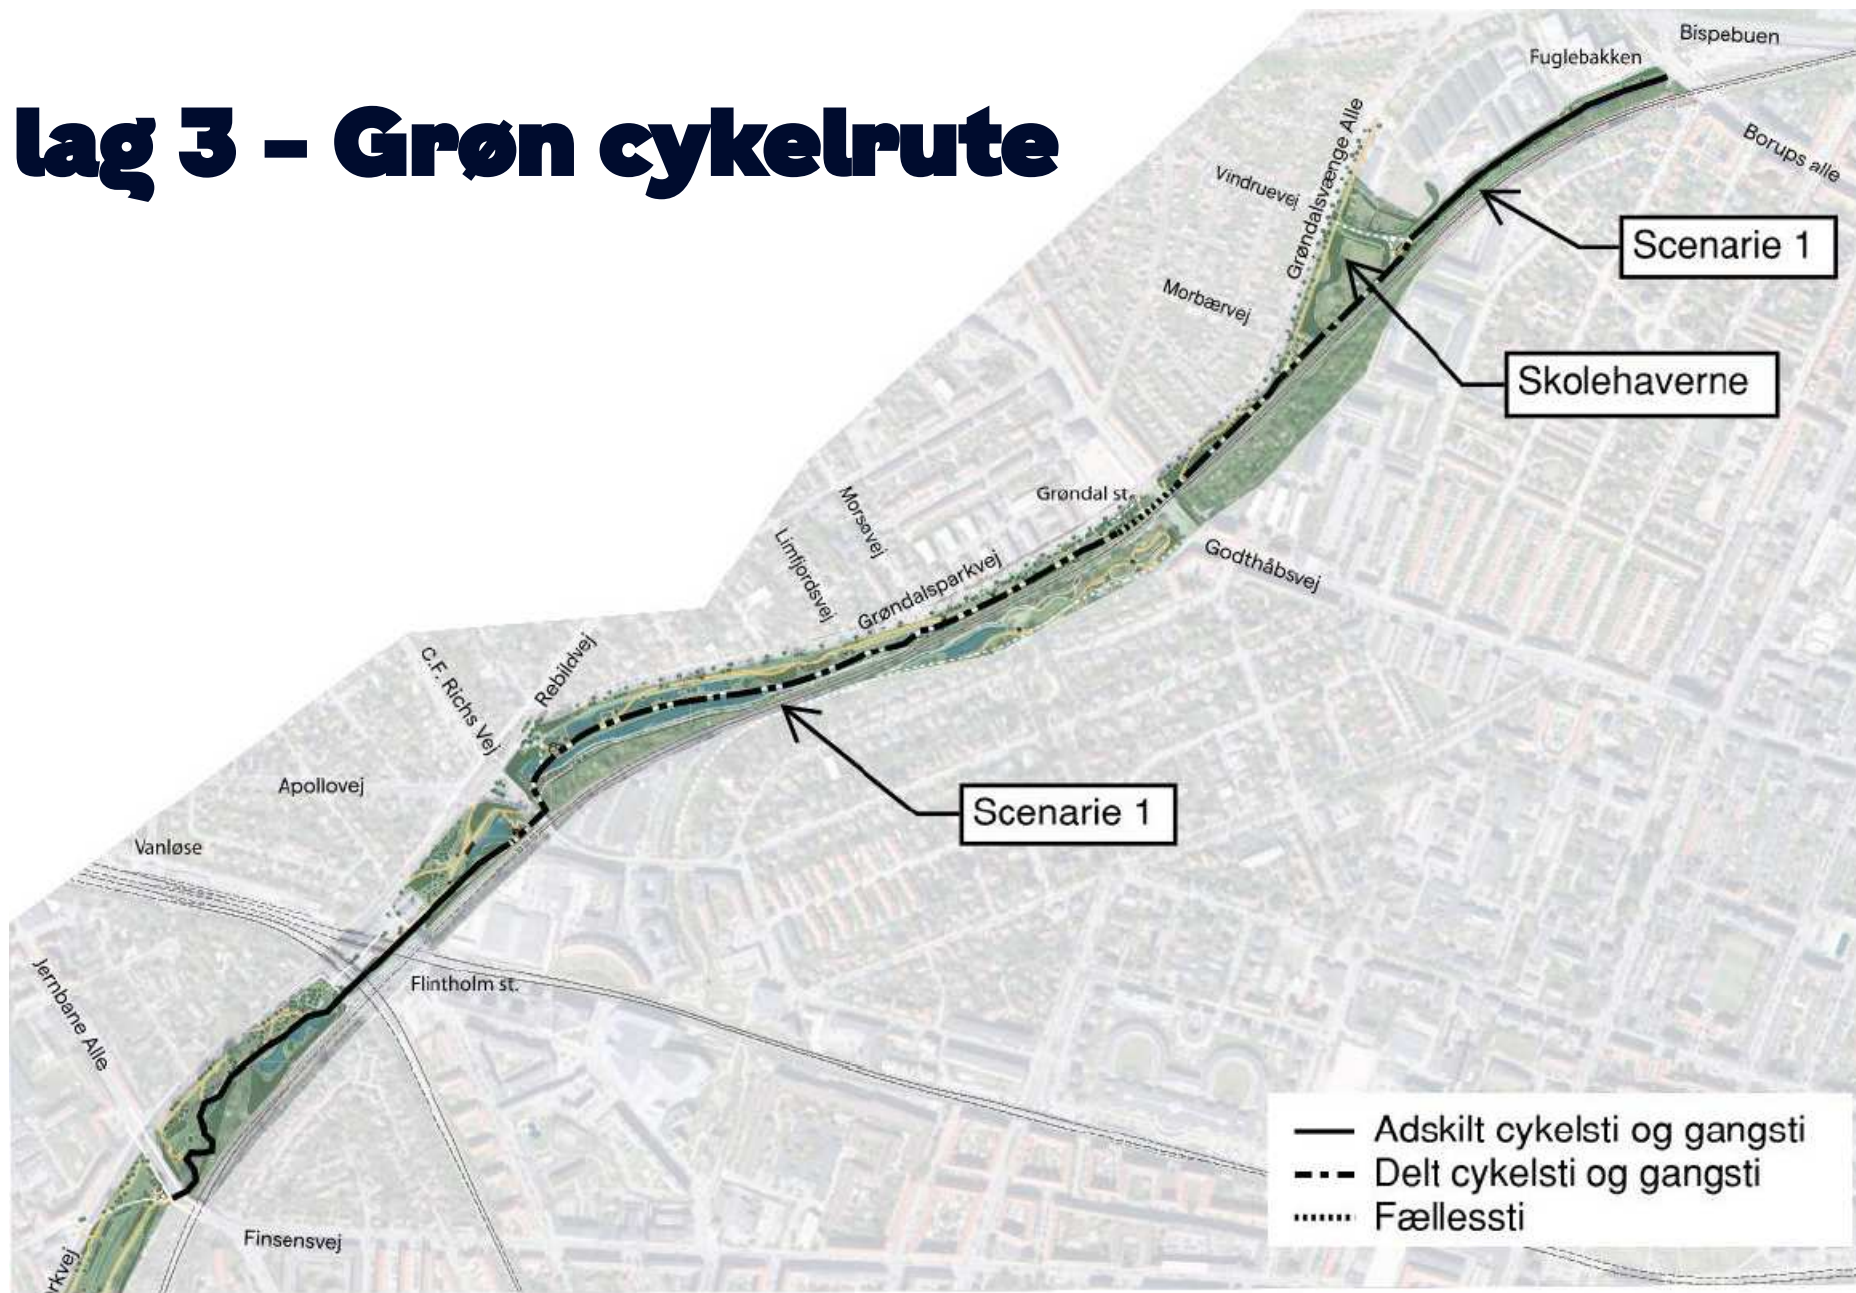 lag 3 – Grøn cykelrute
Bispebuen
Fuglebakken
Borups alle
Grøndalsvænge Alle
Vindruevej
Scenarie 1
Morbærvej
Skolehaverne
Grøndal st.
Morsøvej
Limfjordsvej
Godthåbsvej
Grøndalsparkvej
Rebildvej
C.F. Richs Vej
Apollovej
Scenarie 1
Vanløse
Flintholm st.
Jernbane Alle
Finsensvej
rkvej
Adskilt cykelsti og gangsti
Delt cykelsti og gangsti
Fællessti